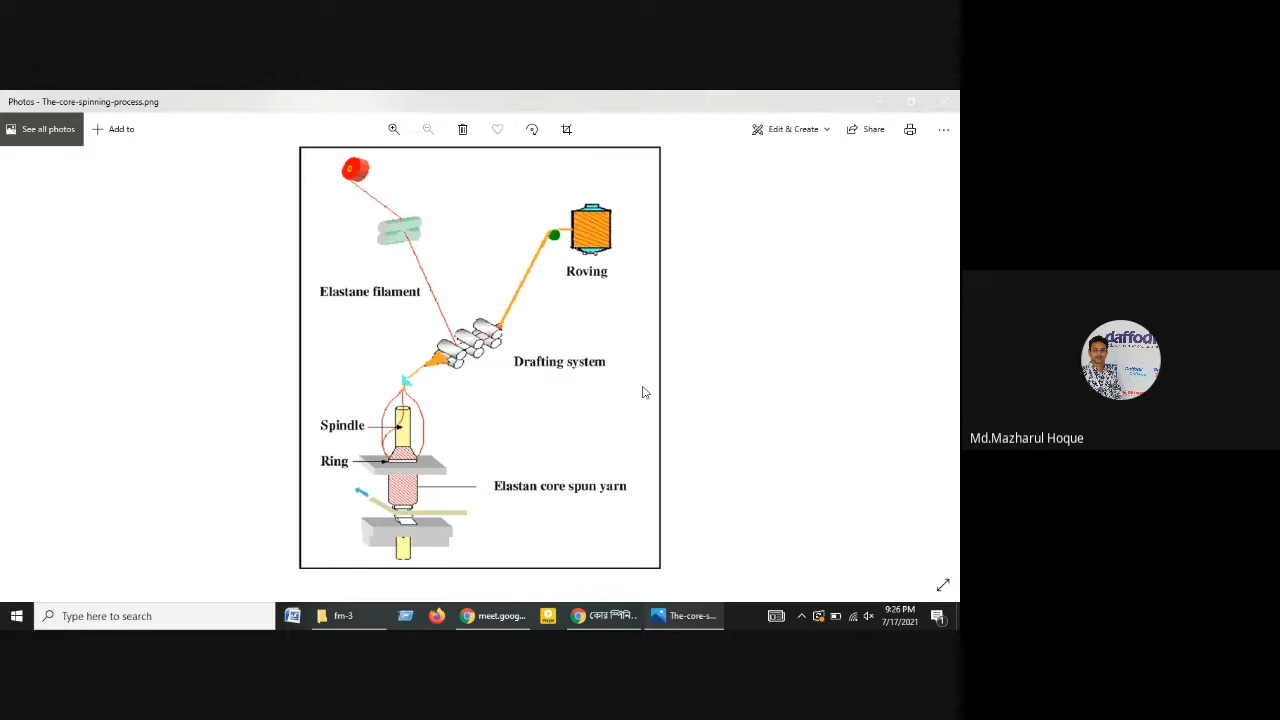 Photos - The-core-spinning-process.png
See all photos
Add to
Edit & Create
Share
Roving
Elastane filament
Drafting system
Spindle
Ring
Elastan core spun yarn
Md.Mazharul Hoque
daffodil
Type here to search
fm-3
meet.goog...
কোর স্পিনি..
The-core-s...
9:26 PM
7/17/2021
1